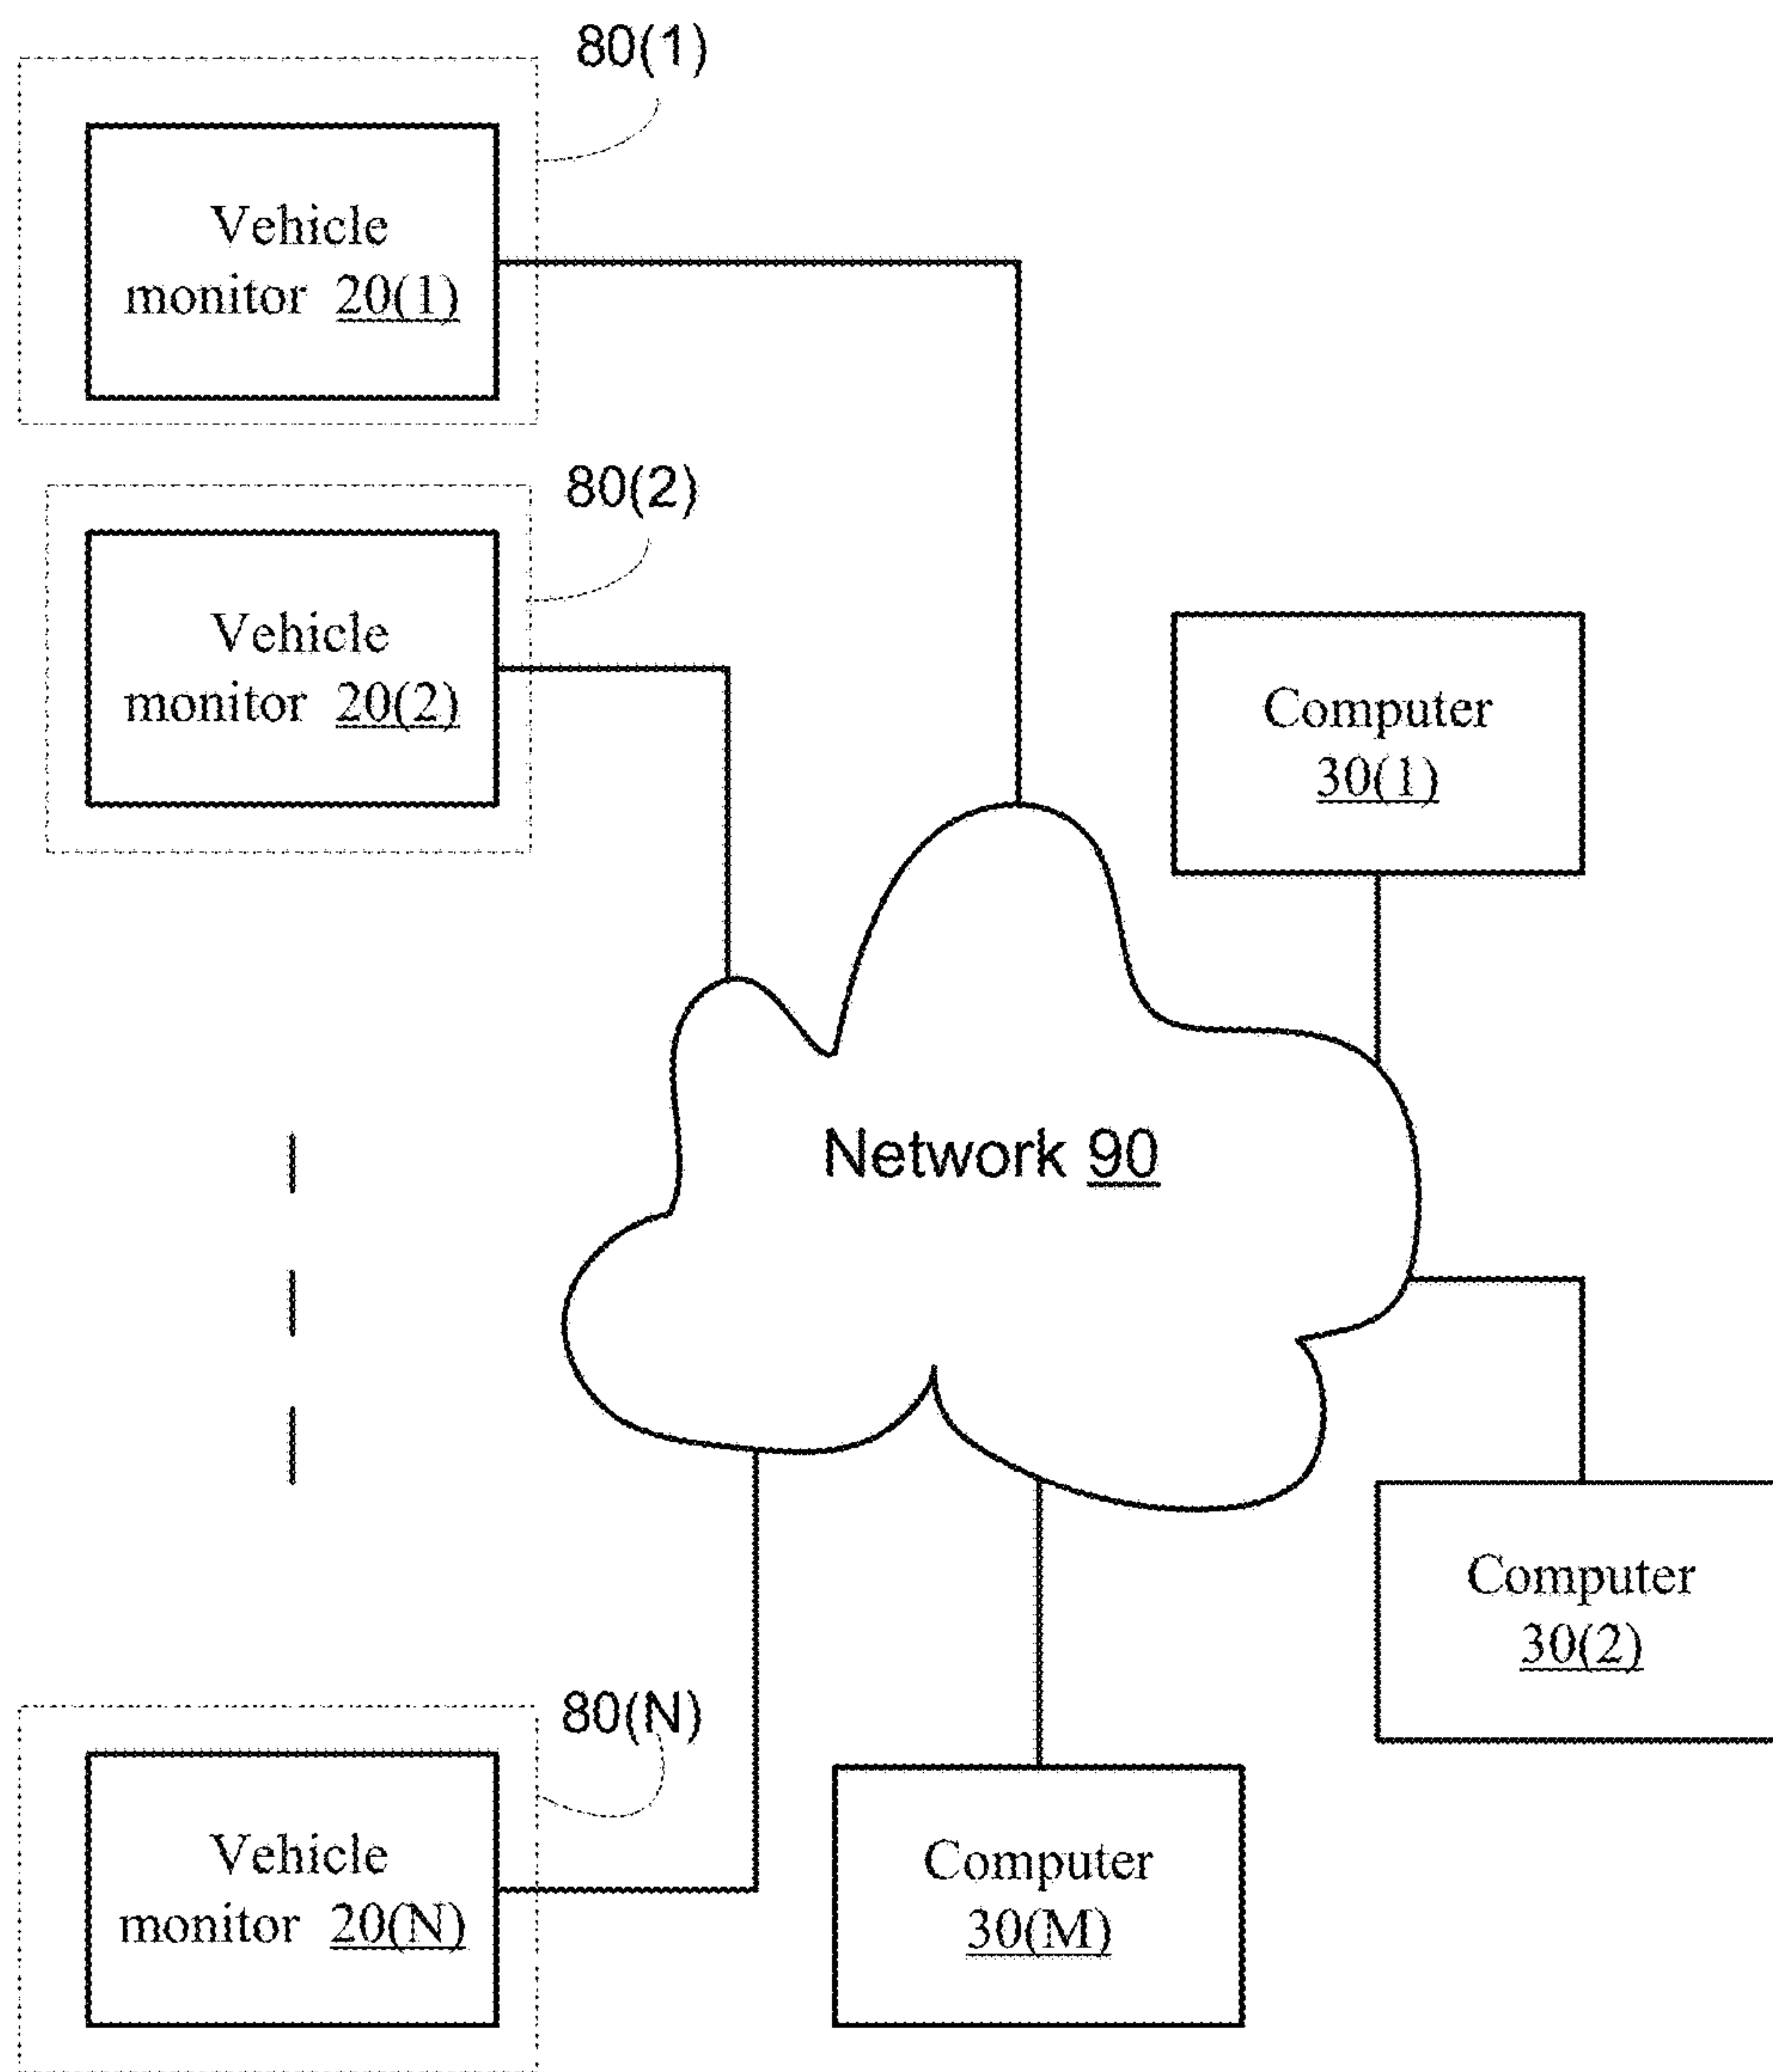 80(1)
Vehicle
monitor 20(1)
80(2)
Vehicle
monitor 20(2)
Computer
30(1)
Network 90
Computer
30(2)
80(N)
Vehicle
monitor 20(N)
Computer
30(M)